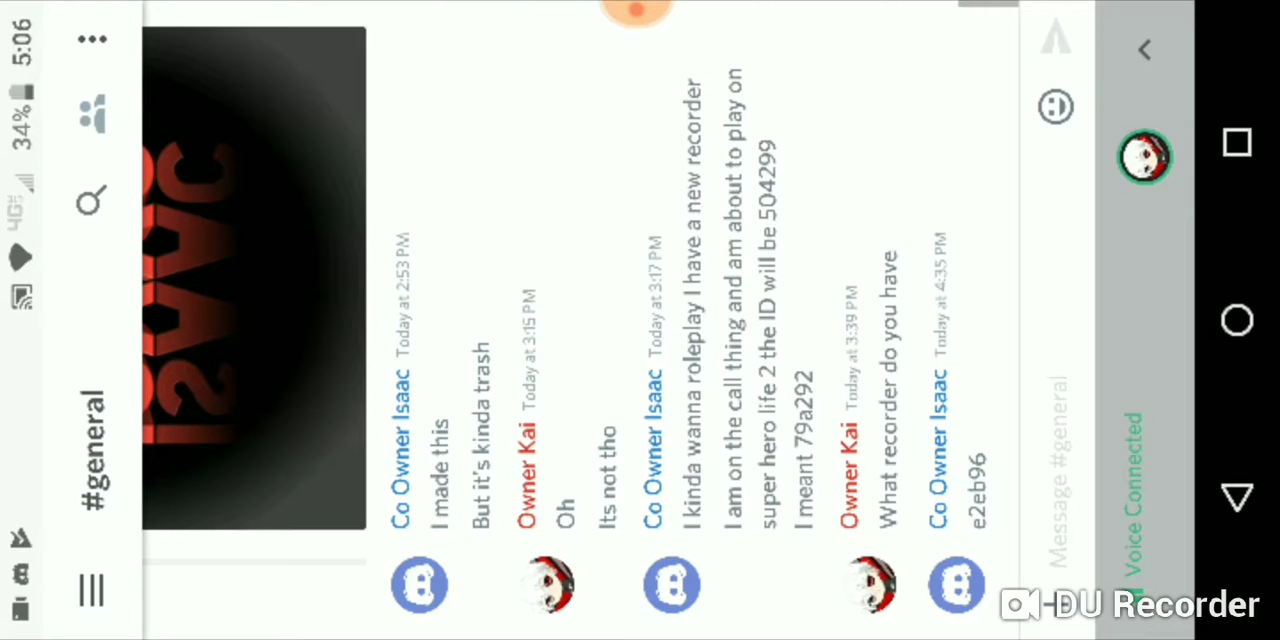 5:06
34%
4G
#general
ISAAC
Co Owner Isaac Today at 2:53 PM
I made this
But it's kinda trash
Owner Kai Today at 3:15 PM
Oh
Its not tho
Co Owner Isaac Today at 3:17 PM
I kinda wanna roleplay I have a new recorder
I am on the call thing and am about to play on
super hero life 2 the ID will be 504299
I meant 79a292
Owner Kai Today at 3:39 PM
What recorder do you have
Co Owner Isaac Today at 4:35 PM
e2eb96
Message #general
Voice Connected
DU Recorder